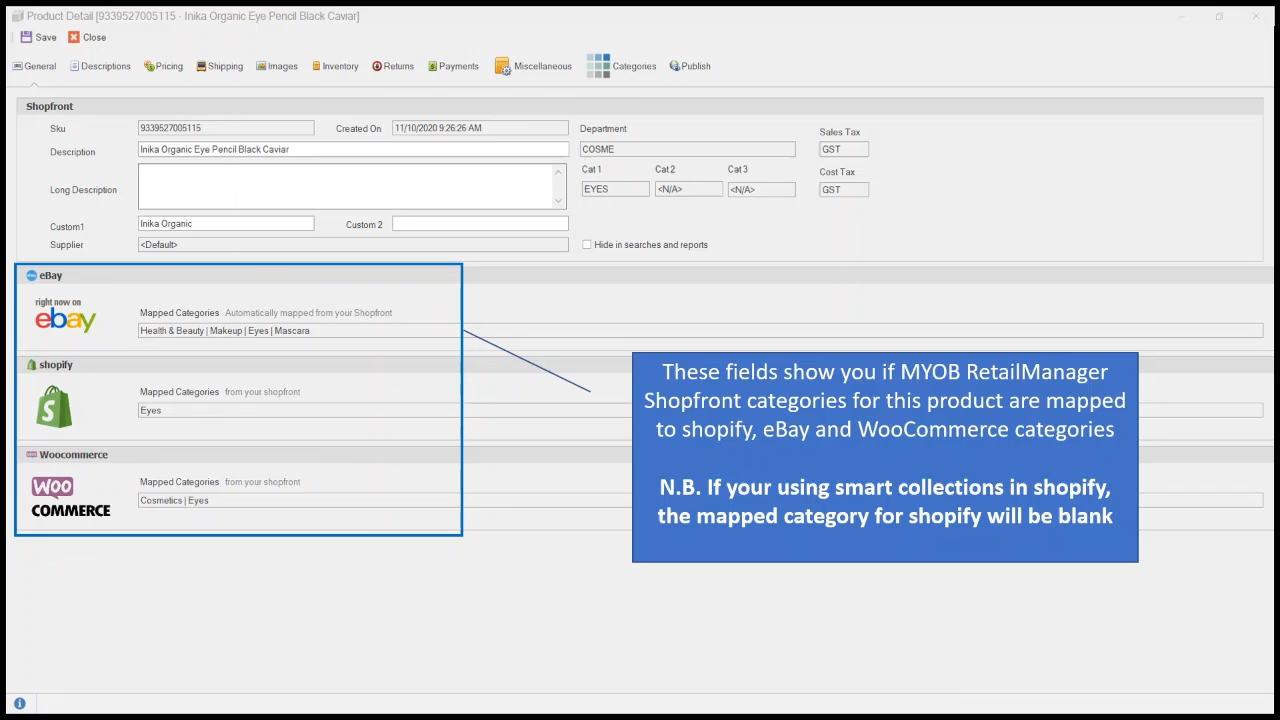 Product Detail [9339527005115 - Inika Organic Eye Pencil Black Caviar]
Save Close
General Descriptions Pricing Shipping Images Inventory Returns Payments Miscellaneous Categories Publish
Shopfront
Sku 9339527005115 Created On 11/10/2020 9:26:26 AM Department Sales Tax
Description Inika Organic Eye Pencil Black Caviar COSME GST
Cat 1 Cat 2 Cat 3 Cost Tax
Long Description EYES <N/A> <N/A> GST
Custom1 Inika Organic Custom 2
Supplier <Default> Hide in searches and reports
eBay
right now on
ebay
Mapped Categories Automatically mapped from your Shopfront
Health & Beauty | Makeup | Eyes | Mascara
shopify
Mapped Categories from your shopfront
Eyes
Woocommerce
WOO
COMMERCE
Mapped Categories from your shopfront
Cosmetics | Eyes
These fields show you if MYOB RetailManager
Shopfront categories for this product are mapped
to shopify, eBay and WooCommerce categories
N.B. If your using smart collections in shopify,
the mapped category for shopify will be blank